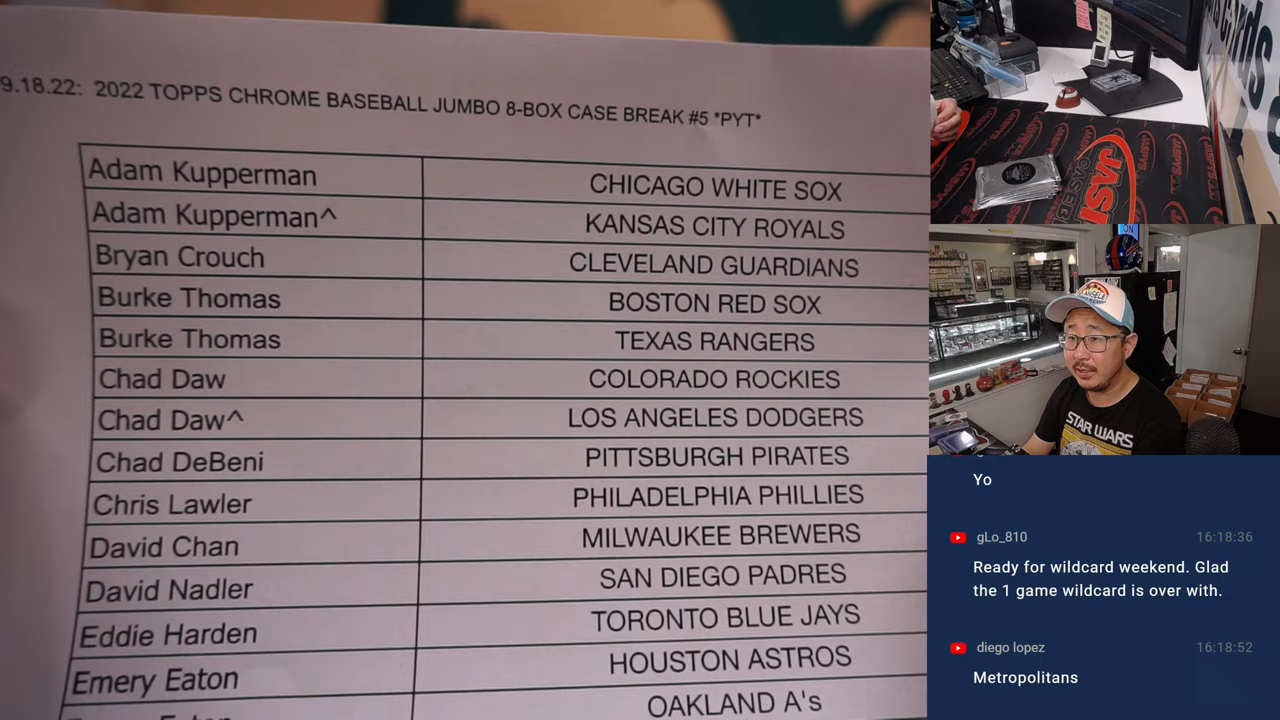 9.18.22: 2022 TOPPS CHROME BASEBALL JUMBO 8-BOX CASE BREAK #5 *PYT*
Adam Kupperman CHICAGO WHITE SOX
Adam Kupperman^ KANSAS CITY ROYALS
Bryan Crouch CLEVELAND GUARDIANS
Burke Thomas BOSTON RED SOX
Burke Thomas TEXAS RANGERS
Chad Daw COLORADO ROCKIES
Chad Daw^ LOS ANGELES DODGERS
Chad DeBeni PITTSBURGH PIRATES
Chris Lawler PHILADELPHIA PHILLIES
David Chan MILWAUKEE BREWERS
David Nadler SAN DIEGO PADRES
Eddie Harden TORONTO BLUE JAYS
Emery Eaton HOUSTON ASTROS
OAKLAND A's
STAR WARS
Yo
gLo_810 16:18:36
Ready for wildcard weekend. Glad
the 1 game wildcard is over with.
diego lopez 16:18:52
Metropolitans